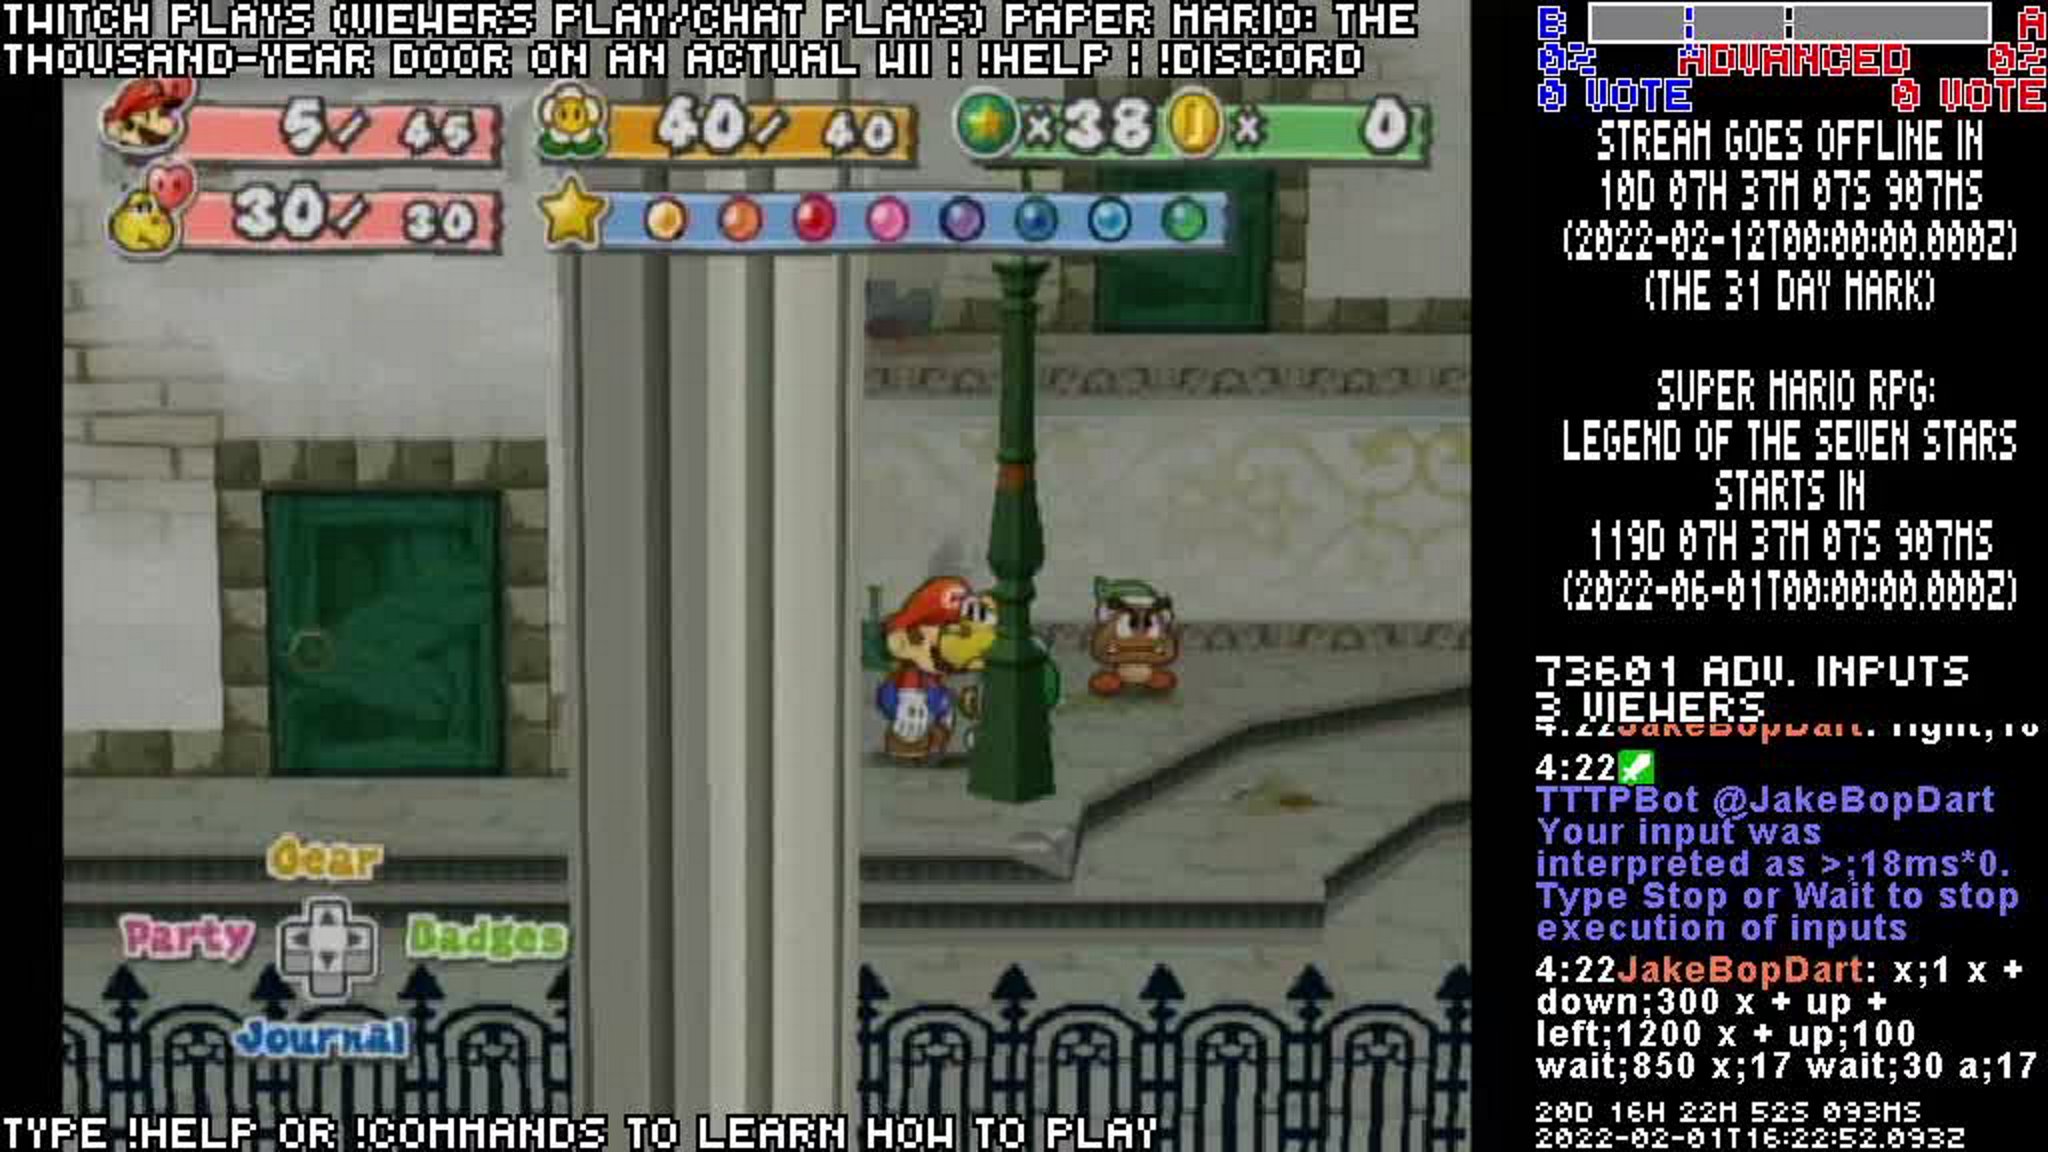 TWITCH PLAYS (VIEWERS PLAY/CHAT PLAYS) PAPER MARIO: THE
THOUSAND-YEAR DOOR ON AN ACTUAL WII | !HELP | !DISCORD
5/ 45
40/ 40
x38
x 0
30/ 30
Gear
Party
Badges
Journal
TYPE !HELP OR !COMMANDS TO LEARN HOW TO PLAY
B A
0% ADVANCED 0%
0 VOTE 0 VOTE
STREAM GOES OFFLINE IN
10D 07H 37M 07S 907MS
(2022-02-12T00:00:00.000Z)
(THE 31 DAY MARK)
SUPER MARIO RPG:
LEGEND OF THE SEVEN STARS
STARTS IN
119D 07H 37M 07S 907MS
(2022-06-01T00:00:00.000Z)
73601 ADV. INPUTS
3 VIEWERS
4:22JakeBopDart: right;18
4:22
TTTPBot @JakeBopDart
Your input was
interpreted as >;18ms*0.
Type Stop or Wait to stop
execution of inputs
4:22JakeBopDart: x;1 x +
down;300 x + up +
left;1200 x + up;100
wait;850 x;17 wait;30 a;17
20D 16H 22M 52S 093MS
2022-02-01T16:22:52.093Z